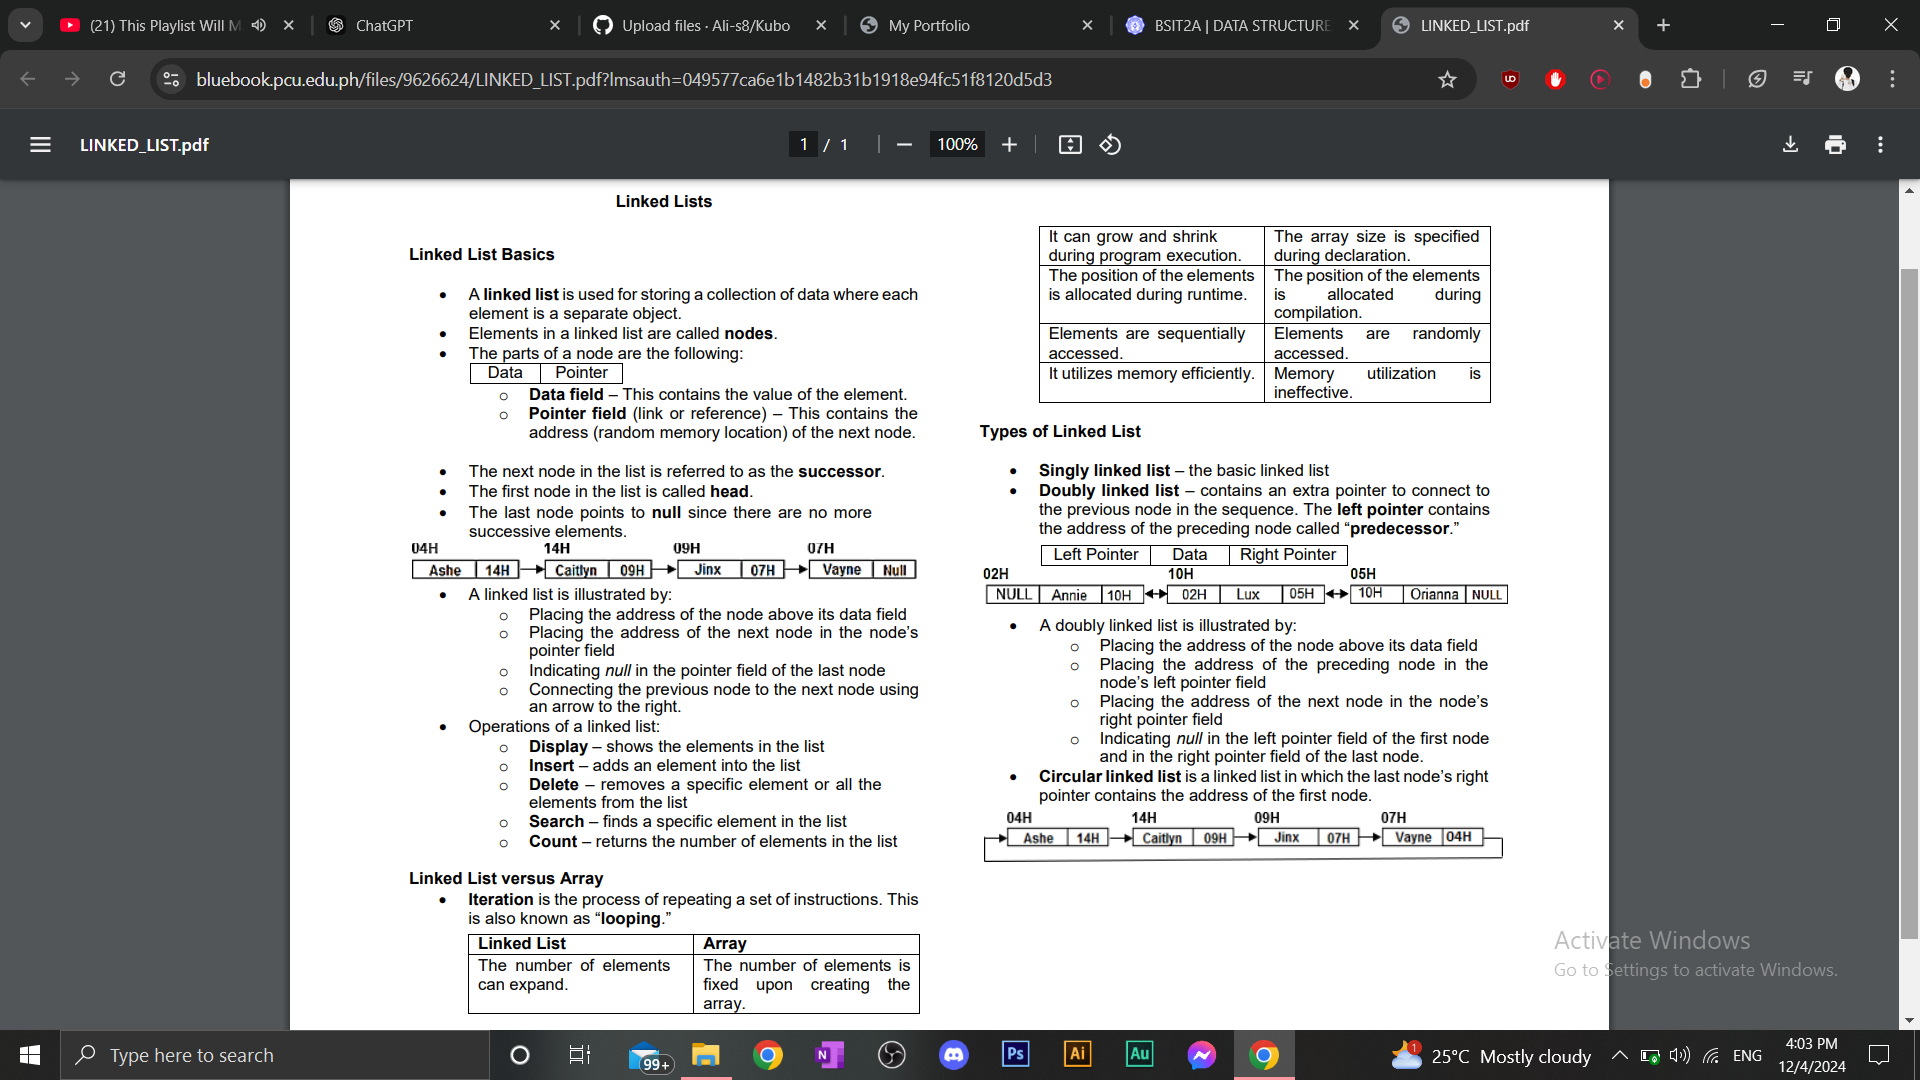 (21) This Playlist Will M
ChatGPT
Upload files · Ali-s8/Kubo
My Portfolio
BSIT2A | DATA STRUCTURE
LINKED_LIST.pdf
bluebook.pcu.edu.ph/files/9626624/LINKED_LIST.pdf?lmsauth=049577ca6e1b1482b31b1918e94fc51f8120d5d3
LINKED_LIST.pdf
1 / 1
100%
Linked Lists
Linked List Basics
• A linked list is used for storing a collection of data where each
element is a separate object.
• Elements in a linked list are called nodes.
• The parts of a node are the following:
Data Pointer
o Data field – This contains the value of the element.
o Pointer field (link or reference) – This contains the
address (random memory location) of the next node.
• The next node in the list is referred to as the successor.
• The first node in the list is called head.
• The last node points to null since there are no more
successive elements.
04H 14H 09H 07H
Ashe 14H Caitlyn 09H Jinx 07H Vayne Null
• A linked list is illustrated by:
o Placing the address of the node above its data field
o Placing the address of the next node in the node’s
pointer field
o Indicating null in the pointer field of the last node
o Connecting the previous node to the next node using
an arrow to the right.
• Operations of a linked list:
o Display – shows the elements in the list
o Insert – adds an element into the list
o Delete – removes a specific element or all the
elements from the list
o Search – finds a specific element in the list
o Count – returns the number of elements in the list
Linked List versus Array
• Iteration is the process of repeating a set of instructions. This
is also known as “looping.”
Linked List Array
The number of elements The number of elements is
can expand. fixed upon creating the
array.
It can grow and shrink The array size is specified
during program execution. during declaration.
The position of the elements The position of the elements
is allocated during runtime. is allocated during
compilation.
Elements are sequentially Elements are randomly
accessed. accessed.
It utilizes memory efficiently. Memory utilization is
ineffective.
Types of Linked List
• Singly linked list – the basic linked list
• Doubly linked list – contains an extra pointer to connect to
the previous node in the sequence. The left pointer contains
the address of the preceding node called “predecessor.”
Left Pointer Data Right Pointer
02H 10H 05H
NULL Annie 10H 02H Lux 05H 10H Orianna NULL
• A doubly linked list is illustrated by:
o Placing the address of the node above its data field
o Placing the address of the preceding node in the
node’s left pointer field
o Placing the address of the next node in the node’s
right pointer field
o Indicating null in the left pointer field of the first node
and in the right pointer field of the last node.
• Circular linked list is a linked list in which the last node’s right
pointer contains the address of the first node.
04H 14H 09H 07H
Ashe 14H Caitlyn 09H Jinx 07H Vayne 04H
Activate Windows
Go to Settings to activate Windows.
Type here to search
99+
N
Ps
Ai
Au
1
25°C Mostly cloudy
ENG
4:03 PM
12/4/2024